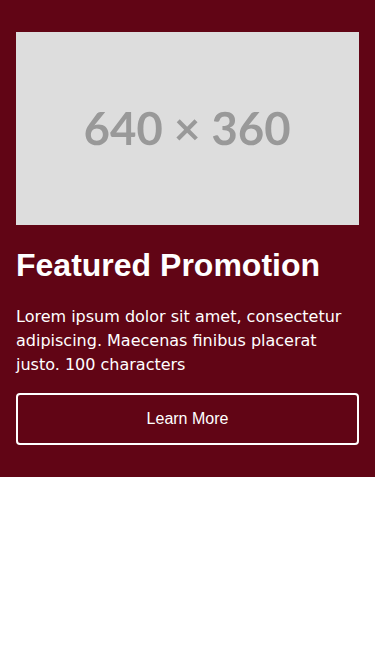 640 × 360
Featured Promotion
Lorem ipsum dolor sit amet, consectetur
adipiscing. Maecenas finibus placerat
justo. 100 characters
Learn More